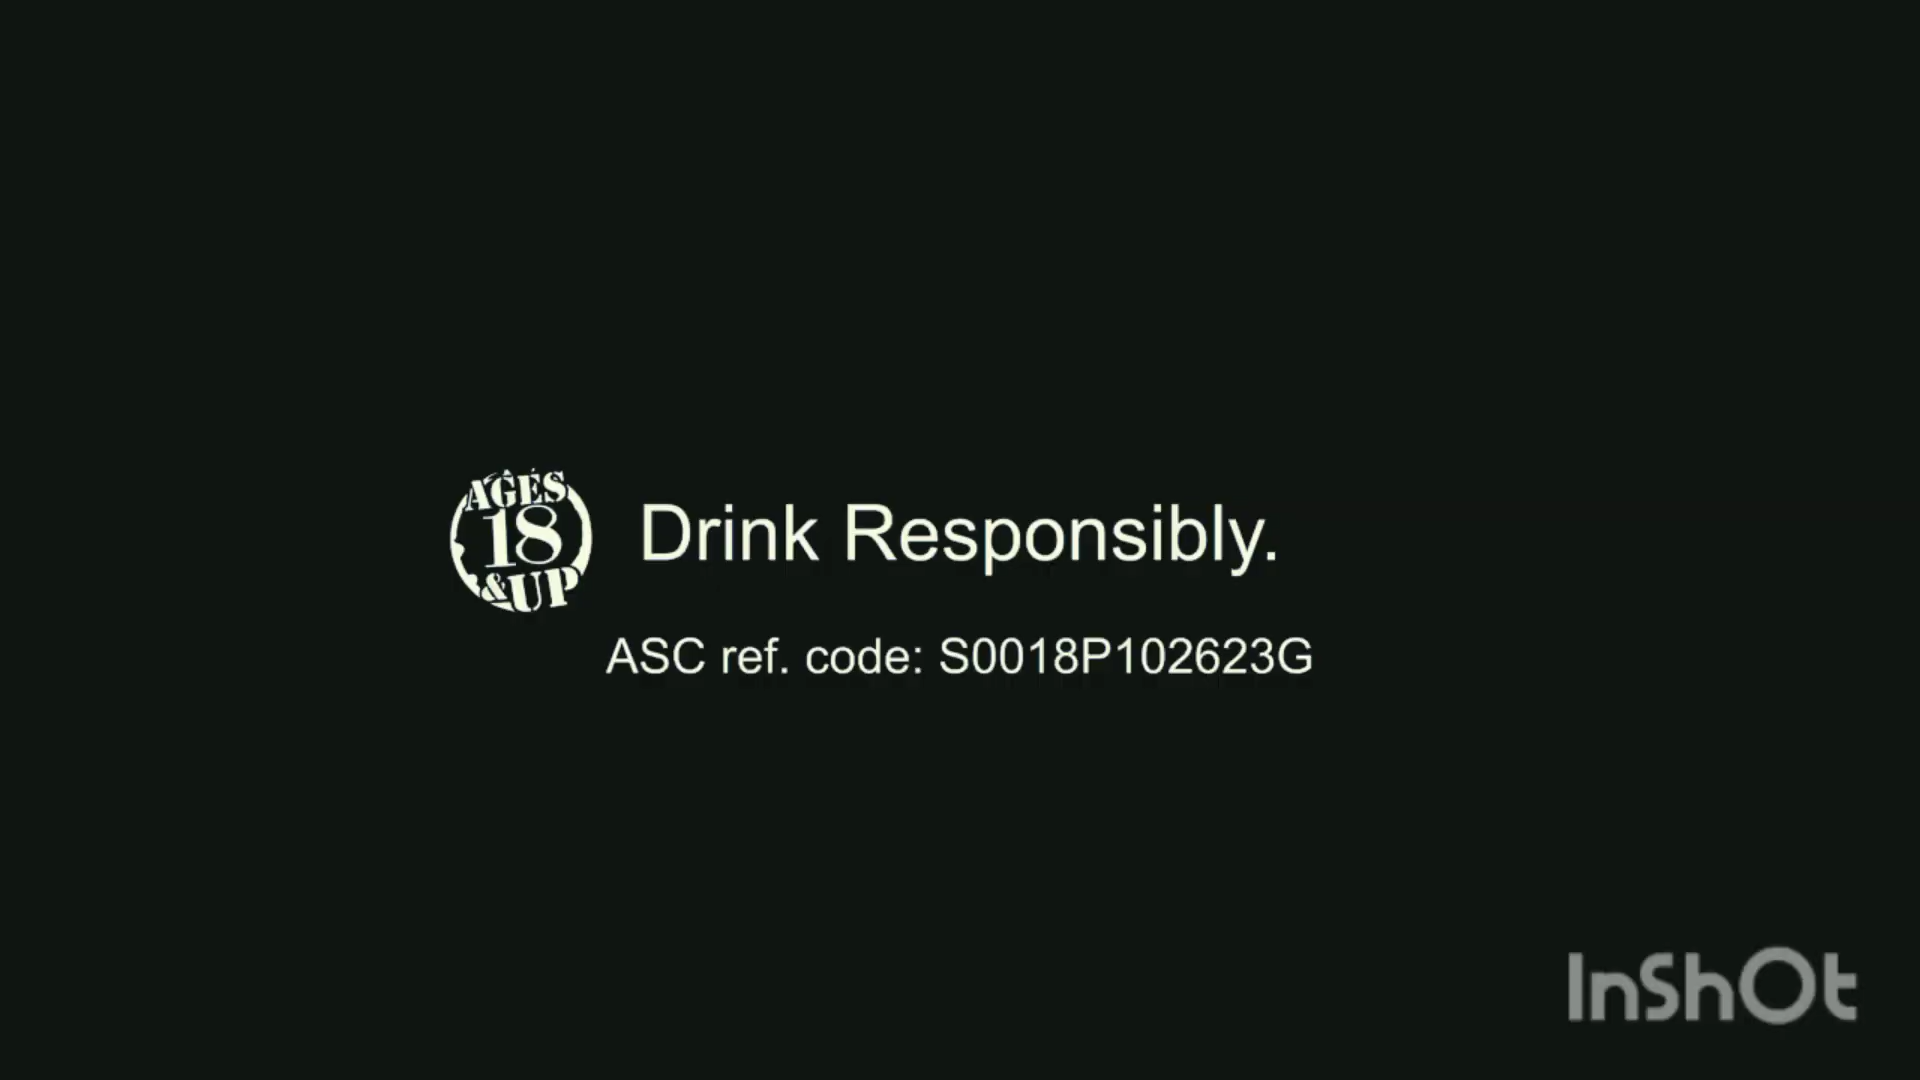 AGES
18
&UP
Drink Responsibly.
ASC ref. code: S0018P102623G
InShOt